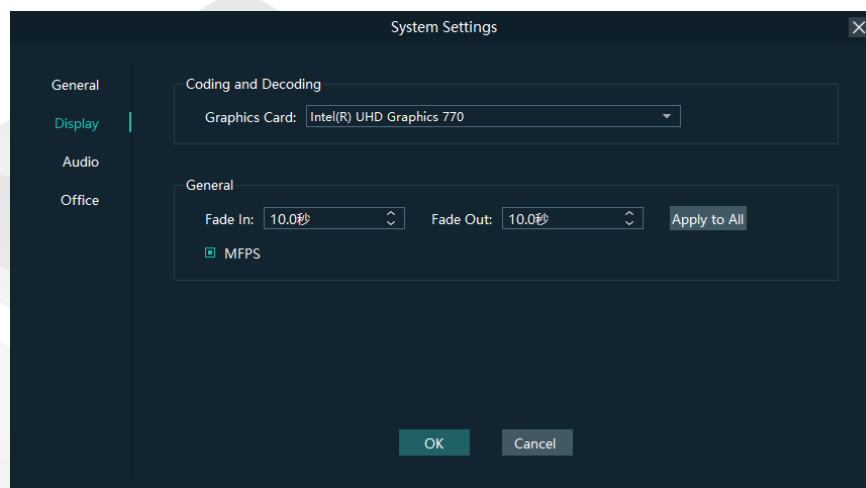 System Settings
General
Display
Audio
Office
Coding and Decoding
Graphics Card: Intel(R) UHD Graphics 770
General
Fade In: 10.0秒 Fade Out: 10.0秒 Apply to All
MFPS
OK Cancel